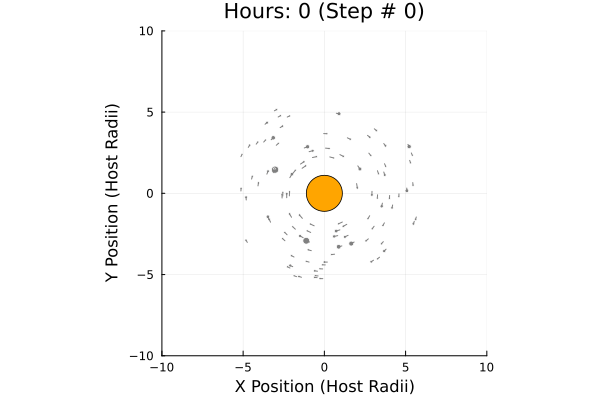 Hours: 0 (Step # 0)
10
5
0
−5
−10
Y Position (Host Radii)
−10 −5 0 5 10
X Position (Host Radii)